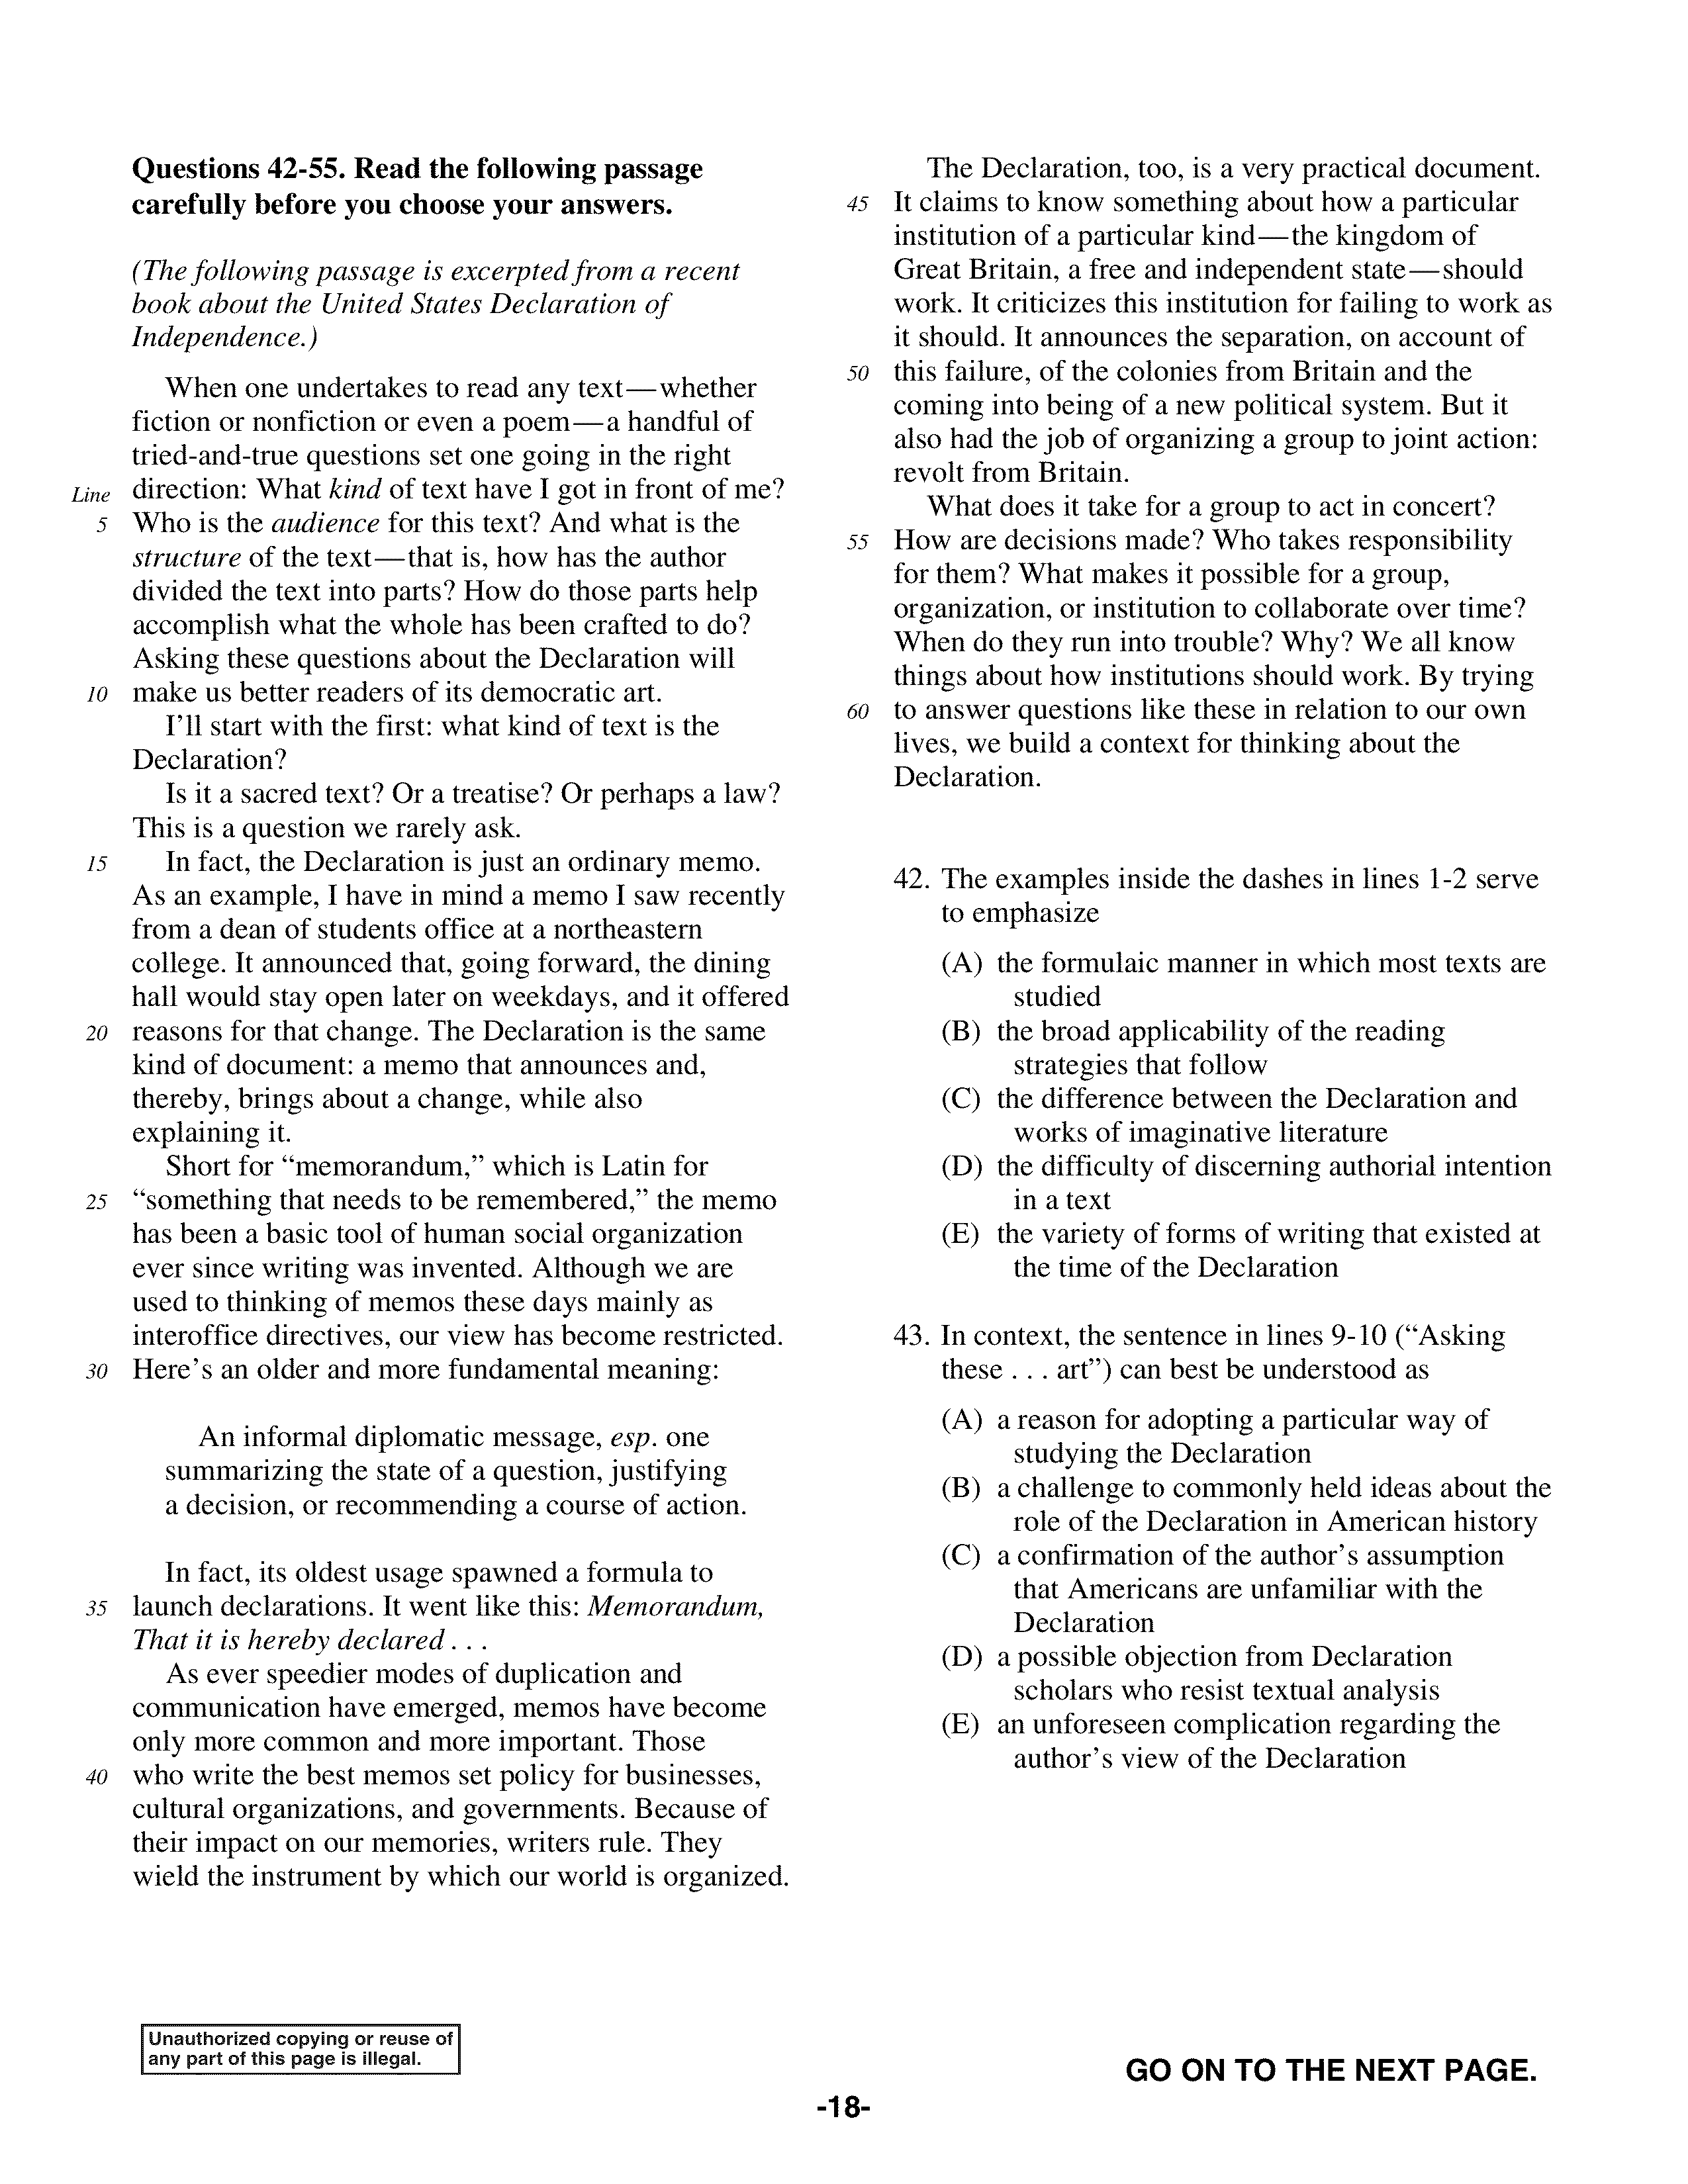 Questions 42-55. Read the following passage
carefully before you choose your answers.
(The following passage is excerpted from a recent
book about the United States Declaration of
Independence.)
When one undertakes to read any text—whether
fiction or nonfiction or even a poem—a handful of
tried-and-true questions set one going in the right
Line direction: What kind of text have I got in front of me?
5 Who is the audience for this text? And what is the
structure of the text—that is, how has the author
divided the text into parts? How do those parts help
accomplish what the whole has been crafted to do?
Asking these questions about the Declaration will
10 make us better readers of its democratic art.
I’ll start with the first: what kind of text is the
Declaration?
Is it a sacred text? Or a treatise? Or perhaps a law?
This is a question we rarely ask.
15 In fact, the Declaration is just an ordinary memo.
As an example, I have in mind a memo I saw recently
from a dean of students office at a northeastern
college. It announced that, going forward, the dining
hall would stay open later on weekdays, and it offered
20 reasons for that change. The Declaration is the same
kind of document: a memo that announces and,
thereby, brings about a change, while also
explaining it.
Short for “memorandum,” which is Latin for
25 “something that needs to be remembered,” the memo
has been a basic tool of human social organization
ever since writing was invented. Although we are
used to thinking of memos these days mainly as
interoffice directives, our view has become restricted.
30 Here’s an older and more fundamental meaning:
An informal diplomatic message, esp. one
summarizing the state of a question, justifying
a decision, or recommending a course of action.
In fact, its oldest usage spawned a formula to
35 launch declarations. It went like this: Memorandum,
That it is hereby declared . . .
As ever speedier modes of duplication and
communication have emerged, memos have become
only more common and more important. Those
40 who write the best memos set policy for businesses,
cultural organizations, and governments. Because of
their impact on our memories, writers rule. They
wield the instrument by which our world is organized.
The Declaration, too, is a very practical document.
45 It claims to know something about how a particular
institution of a particular kind—the kingdom of
Great Britain, a free and independent state—should
work. It criticizes this institution for failing to work as
it should. It announces the separation, on account of
50 this failure, of the colonies from Britain and the
coming into being of a new political system. But it
also had the job of organizing a group to joint action:
revolt from Britain.
What does it take for a group to act in concert?
55 How are decisions made? Who takes responsibility
for them? What makes it possible for a group,
organization, or institution to collaborate over time?
When do they run into trouble? Why? We all know
things about how institutions should work. By trying
60 to answer questions like these in relation to our own
lives, we build a context for thinking about the
Declaration.
42. The examples inside the dashes in lines 1-2 serve
to emphasize
(A) the formulaic manner in which most texts are
studied
(B) the broad applicability of the reading
strategies that follow
(C) the difference between the Declaration and
works of imaginative literature
(D) the difficulty of discerning authorial intention
in a text
(E) the variety of forms of writing that existed at
the time of the Declaration
43. In context, the sentence in lines 9-10 (“Asking
these . . . art”) can best be understood as
(A) a reason for adopting a particular way of
studying the Declaration
(B) a challenge to commonly held ideas about the
role of the Declaration in American history
(C) a confirmation of the author’s assumption
that Americans are unfamiliar with the
Declaration
(D) a possible objection from Declaration
scholars who resist textual analysis
(E) an unforeseen complication regarding the
author’s view of the Declaration
Unauthorized copying or reuse of
any part of this page is illegal.
GO ON TO THE NEXT PAGE.
-18-